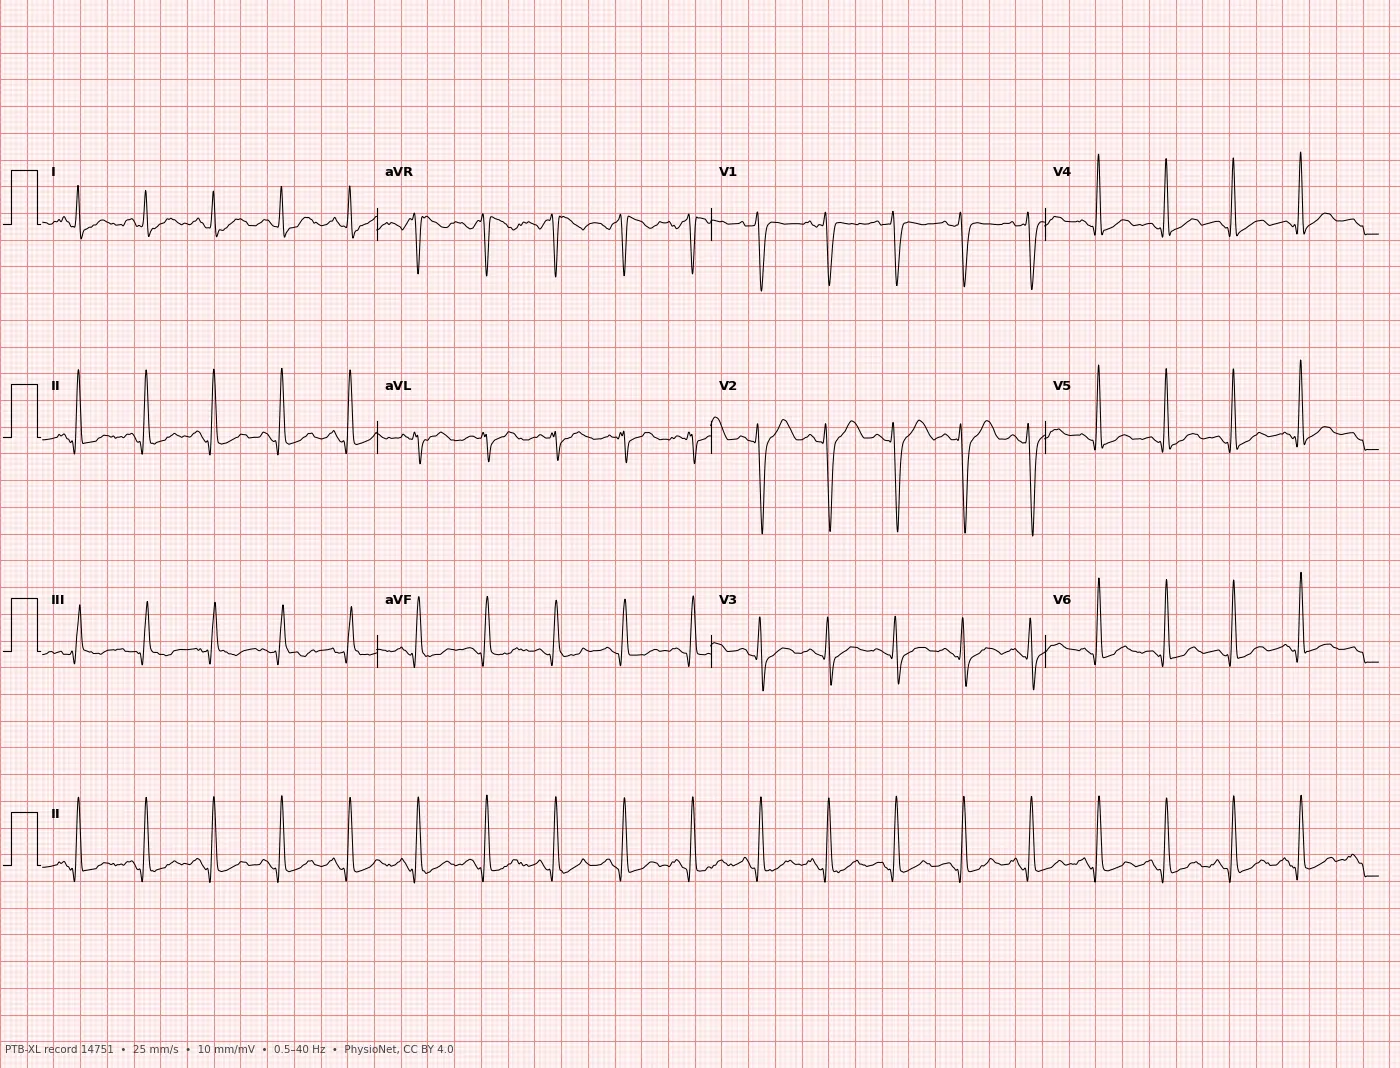 I aVR V1 V4
II aVL V2 V5
III aVF V3 V6
II
PTB-XL record 14751 • 25 mm/s • 10 mm/mV • 0.5–40 Hz • PhysioNet, CC BY 4.0